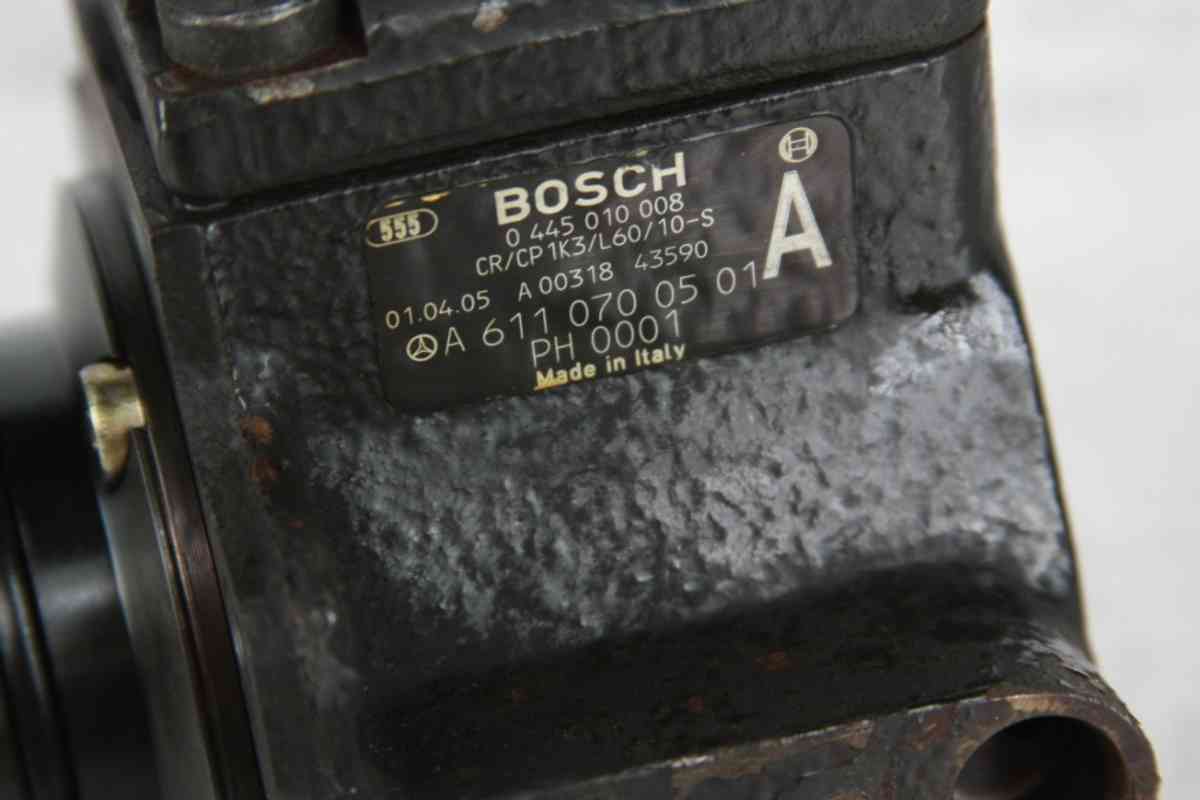 555
BOSCH
0 445 010 008
CR/CP1K3/L60/10-S
01.04.05 A 00318 43590
A 611 070 05 01
PH 0001
Made in Italy
A